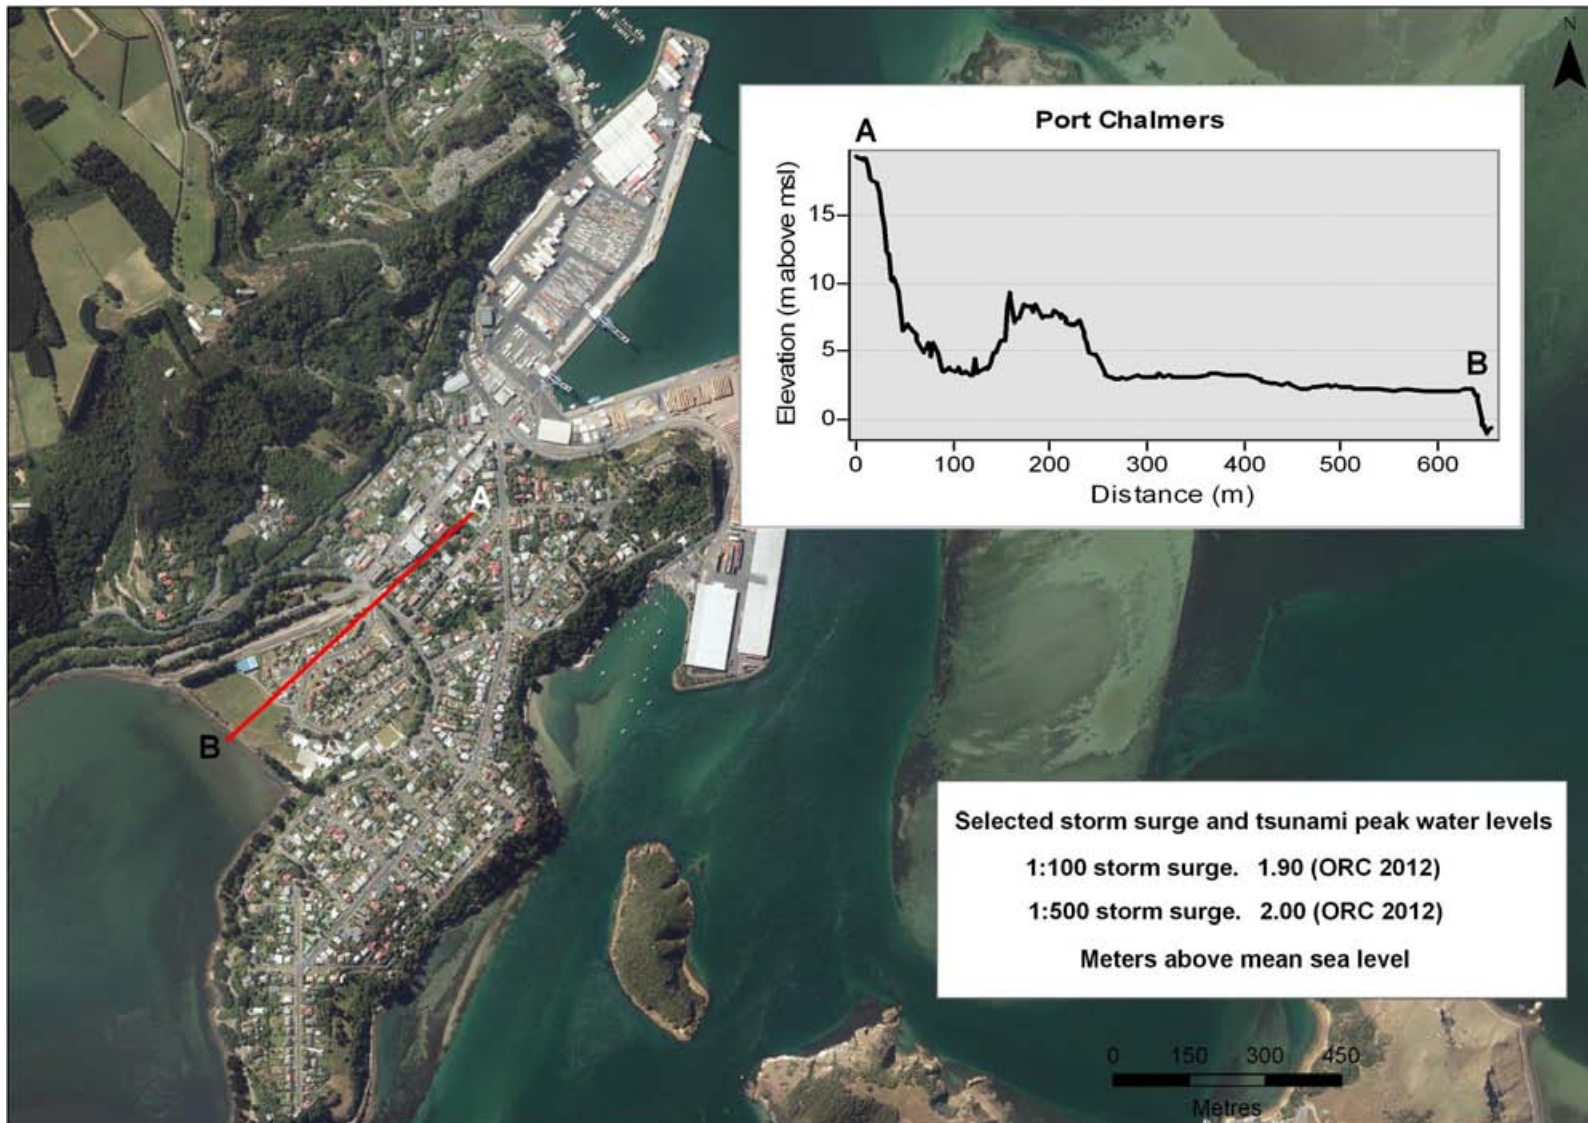 N
Port Chalmers
A
Elevation (m above msl)
15
10
5
0
B
0 100 200 300 400 500 600
Distance (m)
A
B
Selected storm surge and tsunami peak water levels
1:100 storm surge. 1.90 (ORC 2012)
1:500 storm surge. 2.00 (ORC 2012)
Meters above mean sea level
0 150 300 450
Metres